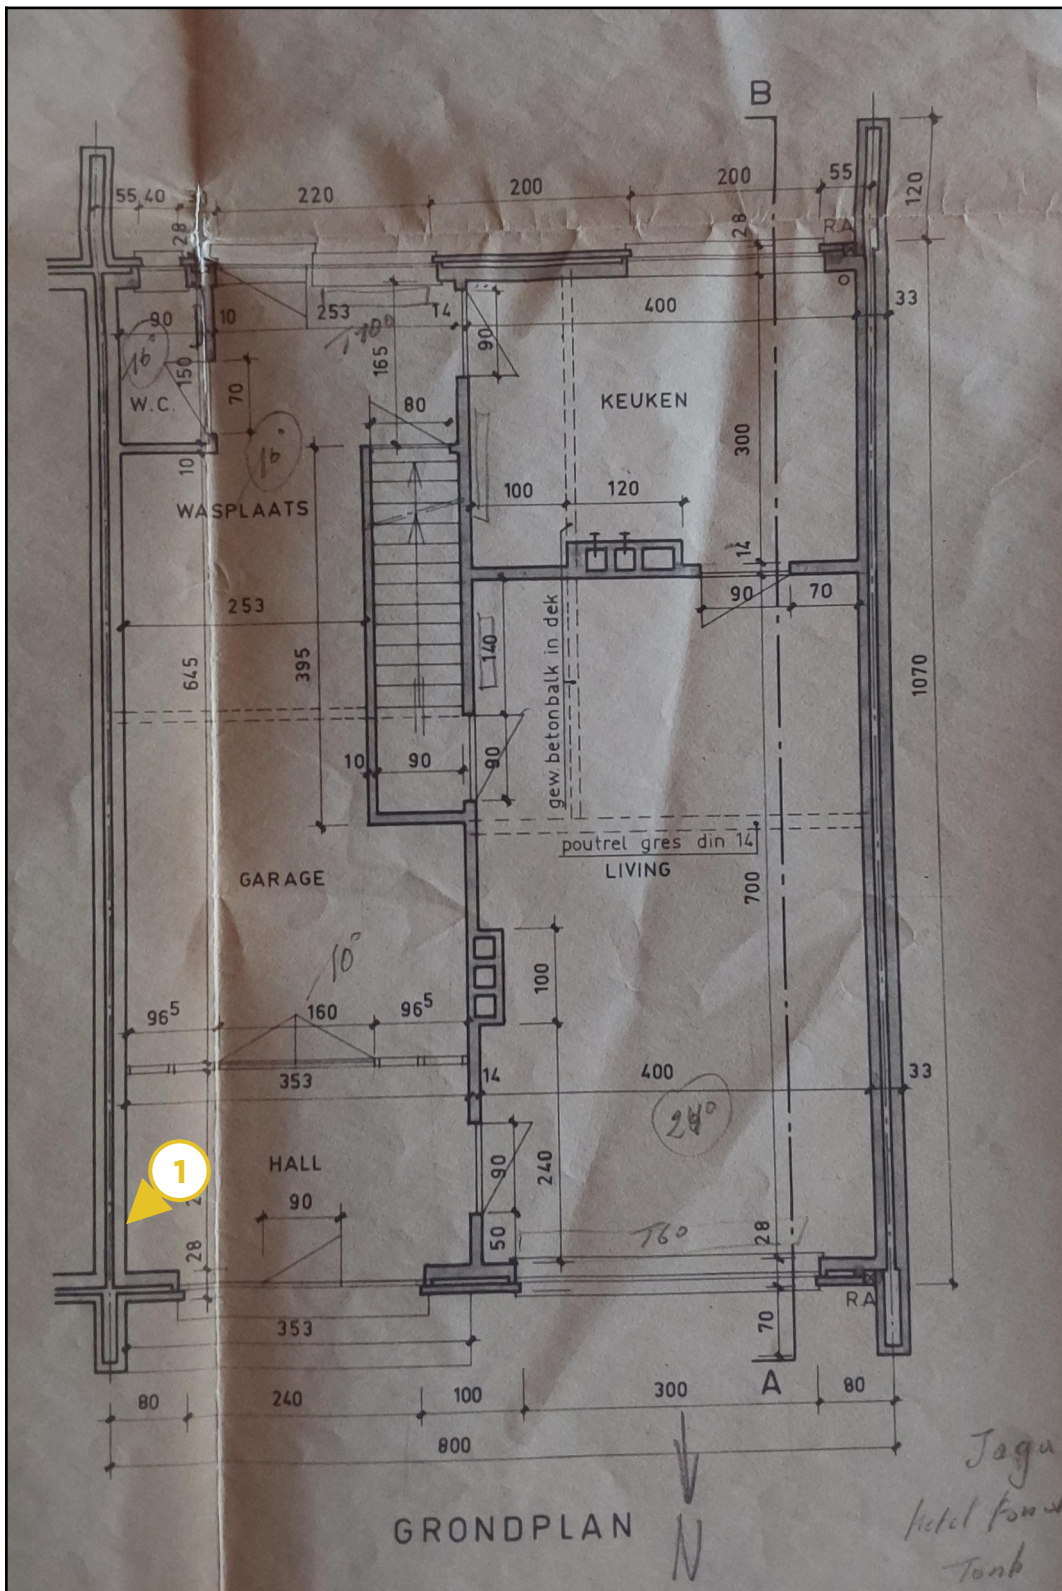 B
55 40 220 200 200 55
120
28
28
RA
90 10 253 14 400 33
90
165
150
70
W.C.
80
KEUKEN
300
10
100 120
WASPLAATS
14
253
90 70
140
645
395
gew. betonbalk in dek
1070
10 90
90
poutrel gres din 14
LIVING
GARAGE
700
10°
100
96⁵ 160 96⁵
353 14 400 33
1
HALL
90
90
240
50
160
28
28
RA
353
70
A
80 240 100 300 80
800
GRONDPLAN
N